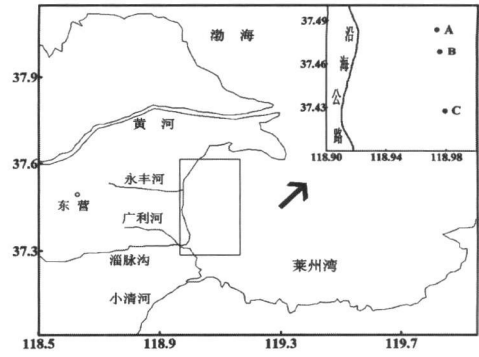 渤 海
37.9
黄 河
37.6
永丰河
东 营
广利河
37.3
淄脉沟
莱州湾
小清河
118.5
118.9
119.3
119.7
37.49
37.46
37.43
沿海公路
A
B
C
118.90
118.94
118.98